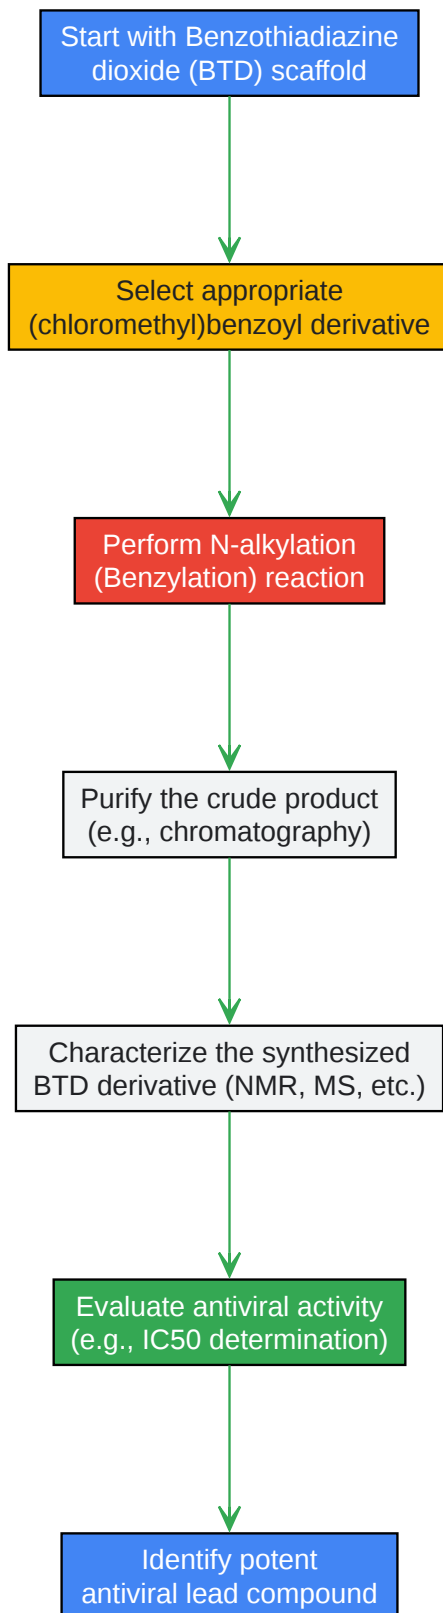 Start with Benzothiadiazine
dioxide (BTD) scaffold
Select appropriate
(chloromethyl)benzoyl derivative
Perform N-alkylation
(Benzylation) reaction
Purify the crude product
(e.g., chromatography)
Characterize the synthesized
BTD derivative (NMR, MS, etc.)
Evaluate antiviral activity
(e.g., IC50 determination)
Identify potent
antiviral lead compound